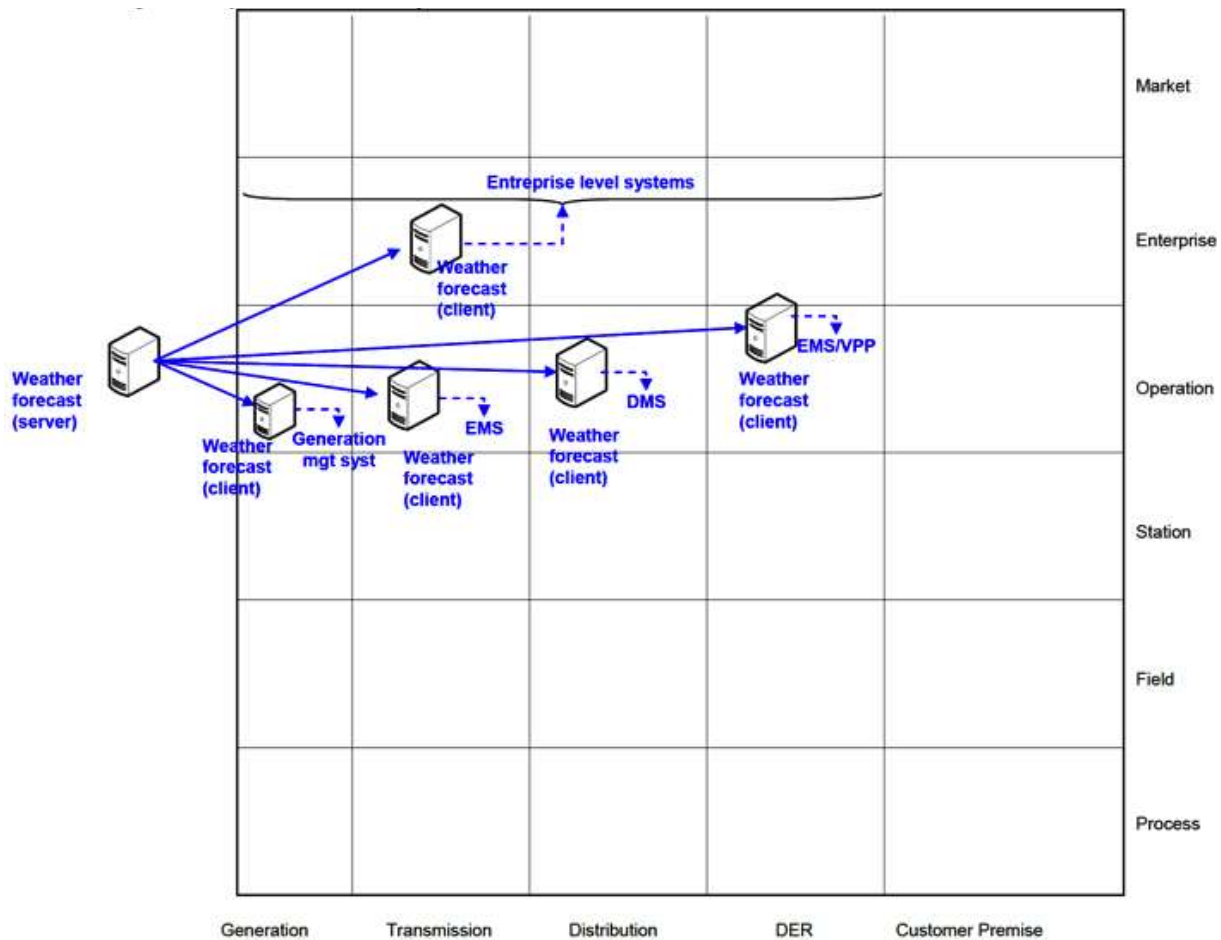 Market
Entreprise level systems
Enterprise
Weather
forecast
(client)
EMS/VPP
Weather
forecast
(server)
Weather
forecast
(client)
Operation
DMS
EMS
Generation
mgt syst
Weather
forecast
(client)
Weather
forecast
(client)
Weather
forecast
(client)
Station
Field
Process
Generation
Transmission
Distribution
DER
Customer Premise